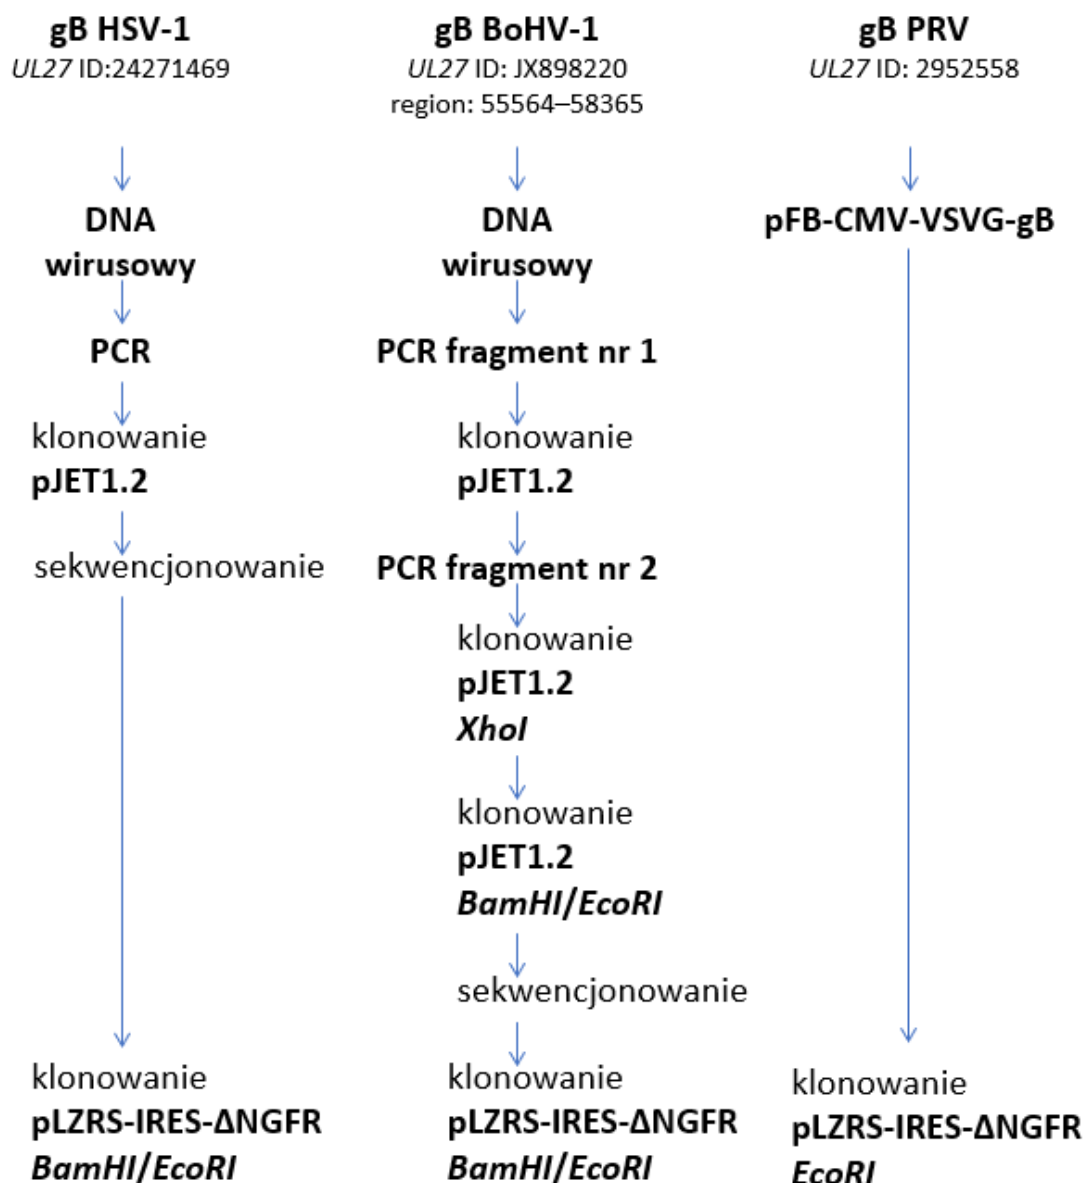 gB HSV-1
UL27 ID:24271469
DNA
wirusowy
PCR
klonowanie
pJET1.2
sekwencjonowanie
klonowanie
pLZRS-IRES-ΔNGFR
BamHI/EcoRI
gB BoHV-1
UL27 ID: JX898220
region: 55564–58365
DNA
wirusowy
PCR fragment nr 1
klonowanie
pJET1.2
PCR fragment nr 2
klonowanie
pJET1.2
XhoI
klonowanie
pJET1.2
BamHI/EcoRI
sekwencjonowanie
klonowanie
pLZRS-IRES-ΔNGFR
BamHI/EcoRI
gB PRV
UL27 ID: 2952558
pFB-CMV-VSVG-gB
klonowanie
pLZRS-IRES-ΔNGFR
EcoRI